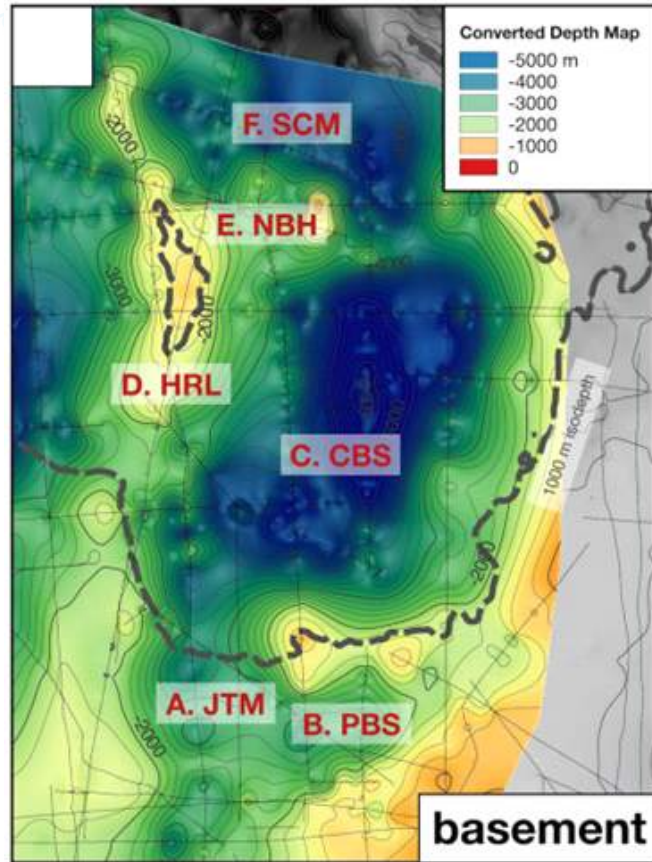 Converted Depth Map
-5000 m
-4000
-3000
-2000
-1000
0
F. SCM
-2000
E. NBH
-3000
-2000
D. HRL
1000 m isodepth
C. CBS
-2000
A. JTM
B. PBS
-2000
basement